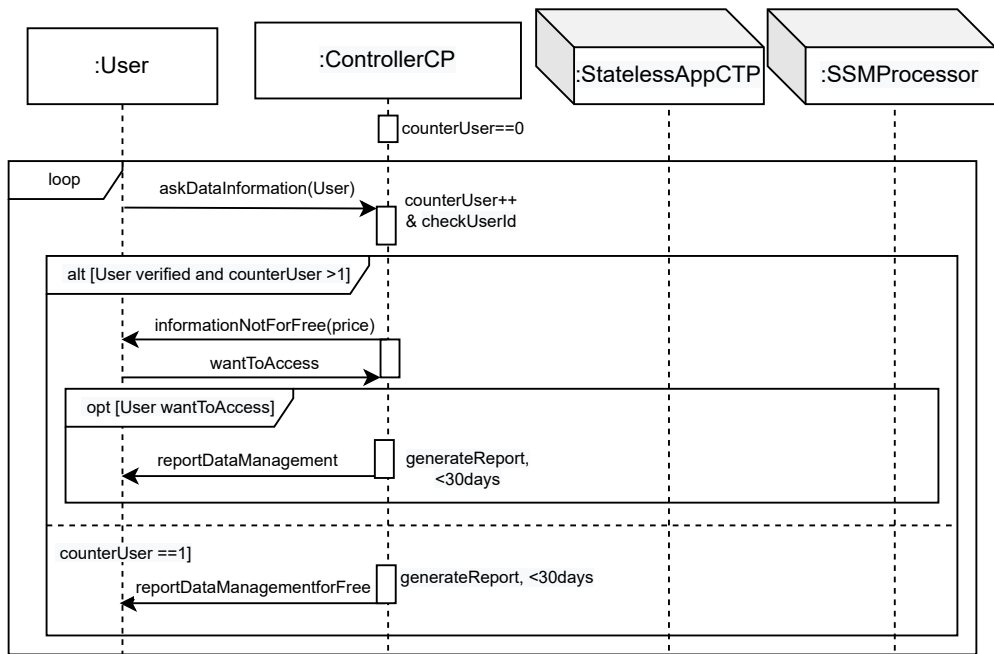 :User
:ControllerCP
:StatelessAppCTP
:SSMProcessor
counterUser==0
loop
askDataInformation(User)
counterUser++
& checkUserId
alt [User verified and counterUser >1]
informationNotForFree(price)
wantToAccess
opt [User wantToAccess]
reportDataManagement
generateReport,
<30days
counterUser ==1]
reportDataManagementforFree
generateReport, <30days